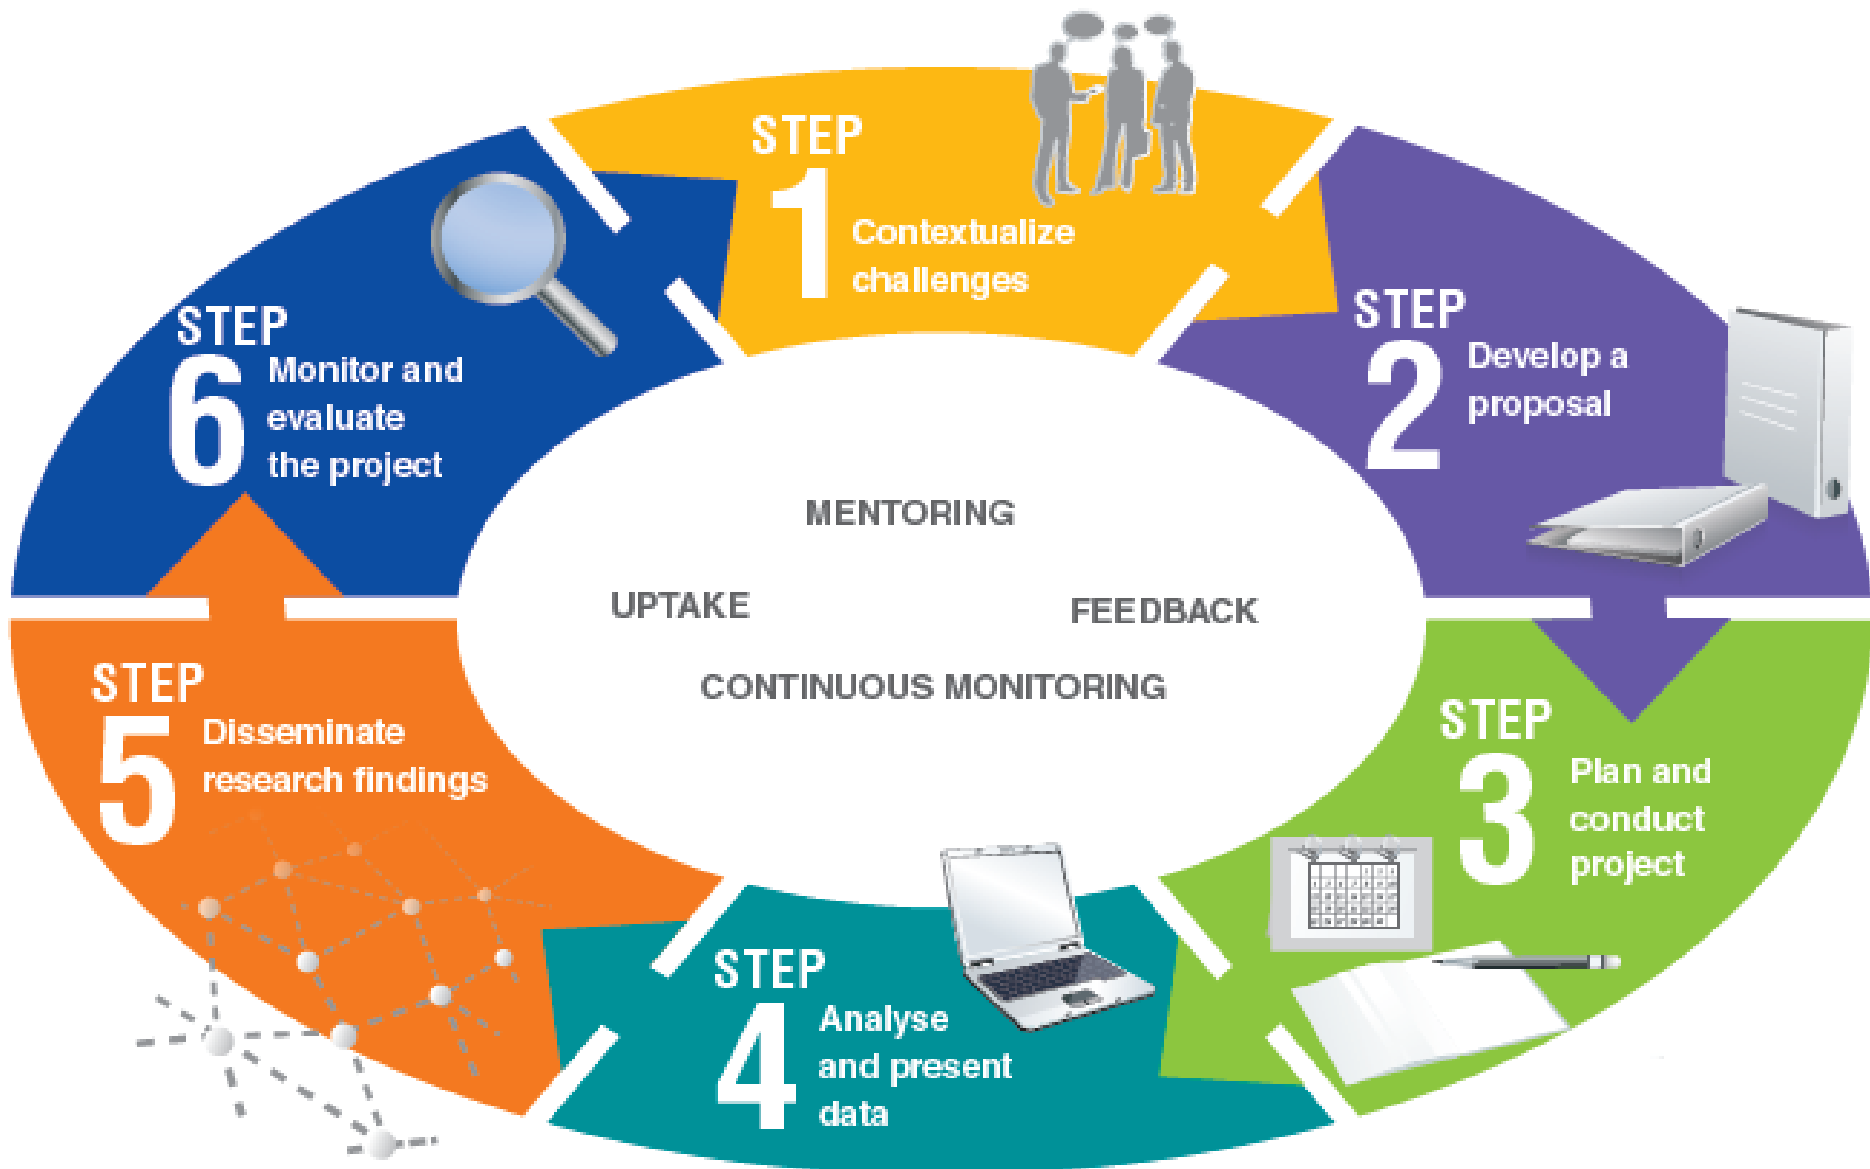 STEP
1
Contextualize
challenges
STEP
2
Develop a
proposal
STEP
3
Plan and
conduct
project
STEP
4
Analyse
and present
data
STEP
5
Disseminate
research findings
STEP
6
Monitor and
evaluate
the project
MENTORING
UPTAKE
FEEDBACK
CONTINUOUS MONITORING